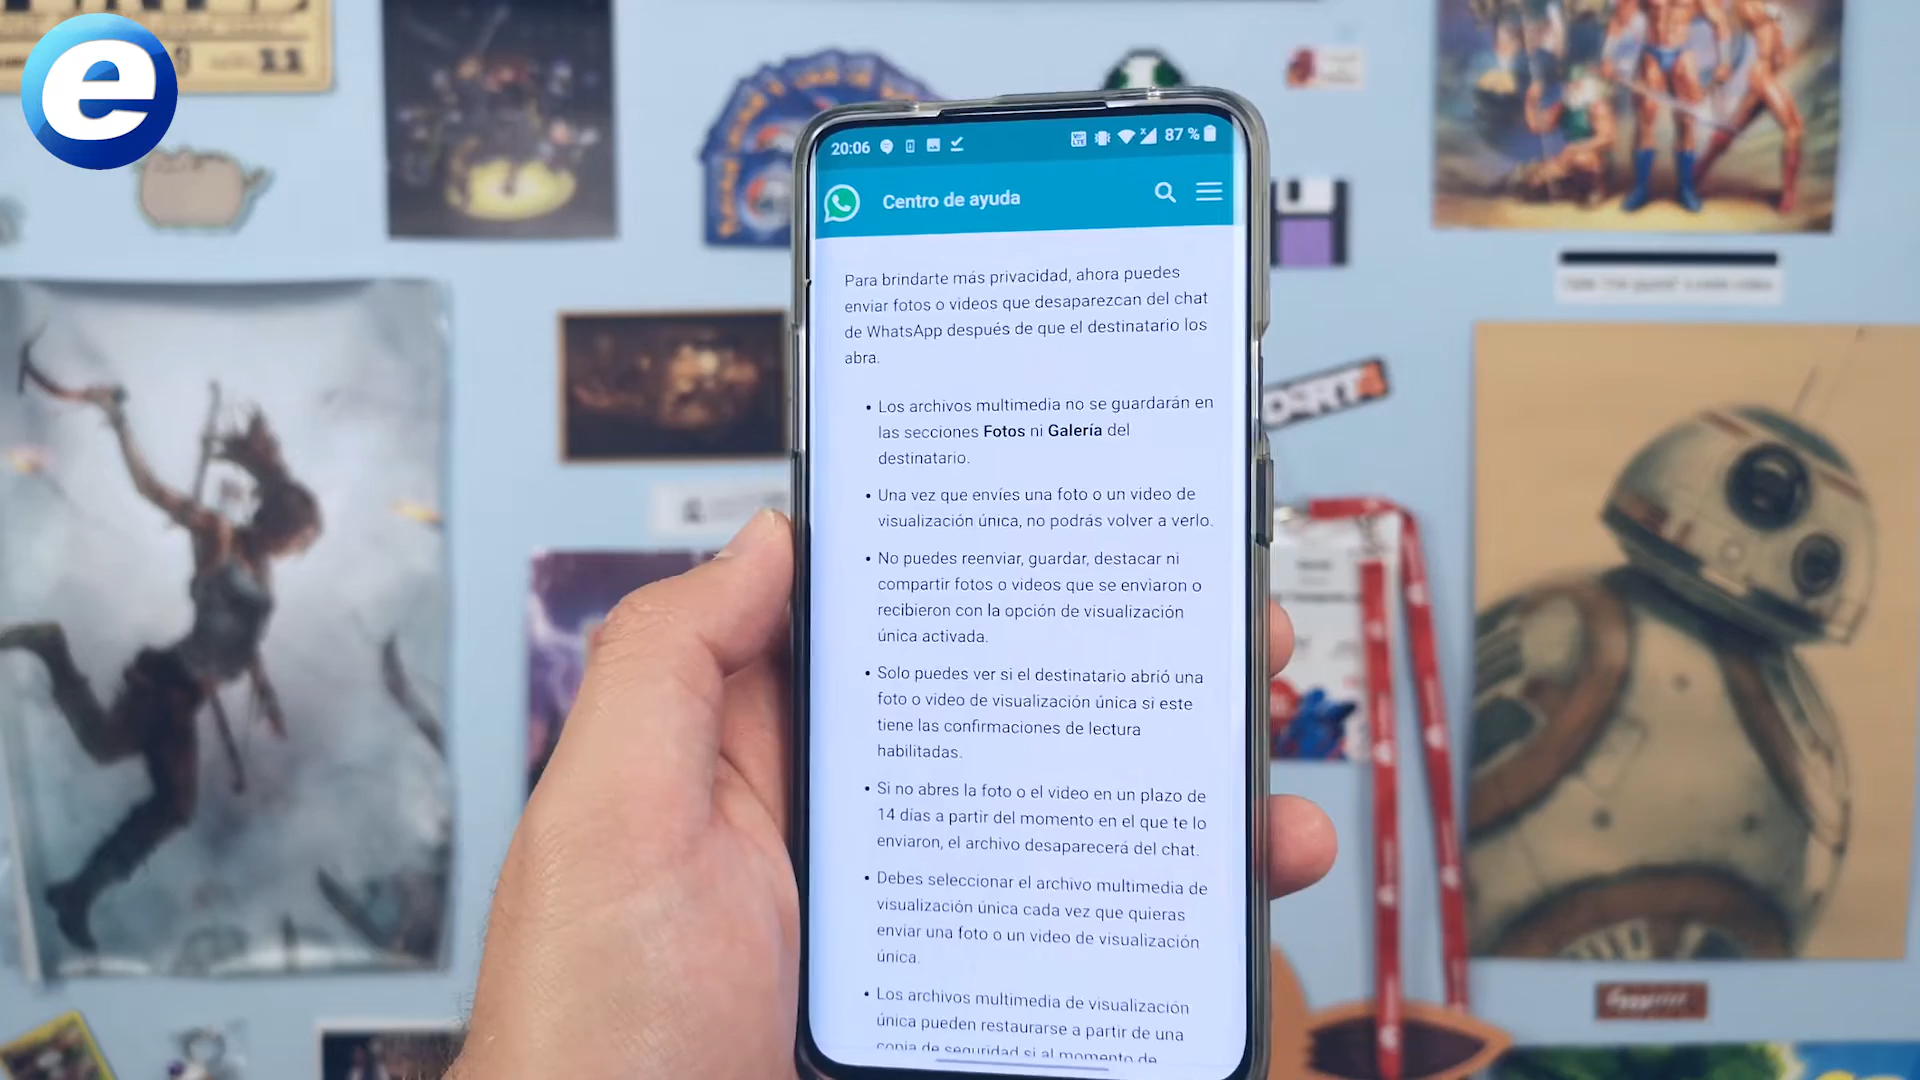 e
20:06
87 %
Centro de ayuda
Para brindarte más privacidad, ahora puedes
enviar fotos o videos que desaparezcan del chat
de WhatsApp después de que el destinatario los
abra.
• Los archivos multimedia no se guardarán en
las secciones Fotos ni Galería del
destinatario.
• Una vez que envíes una foto o un video de
visualización única, no podrás volver a verlo.
• No puedes reenviar, guardar, destacar ni
compartir fotos o videos que se enviaron o
recibieron con la opción de visualización
única activada.
• Solo puedes ver si el destinatario abrió una
foto o video de visualización única si este
tiene las confirmaciones de lectura
habilitadas.
• Si no abres la foto o el video en un plazo de
14 días a partir del momento en el que te lo
enviaron, el archivo desaparecerá del chat.
• Debes seleccionar el archivo multimedia de
visualización única cada vez que quieras
enviar una foto o un video de visualización
única.
• Los archivos multimedia de visualización
única pueden restaurarse a partir de una
copia de seguridad si al momento de